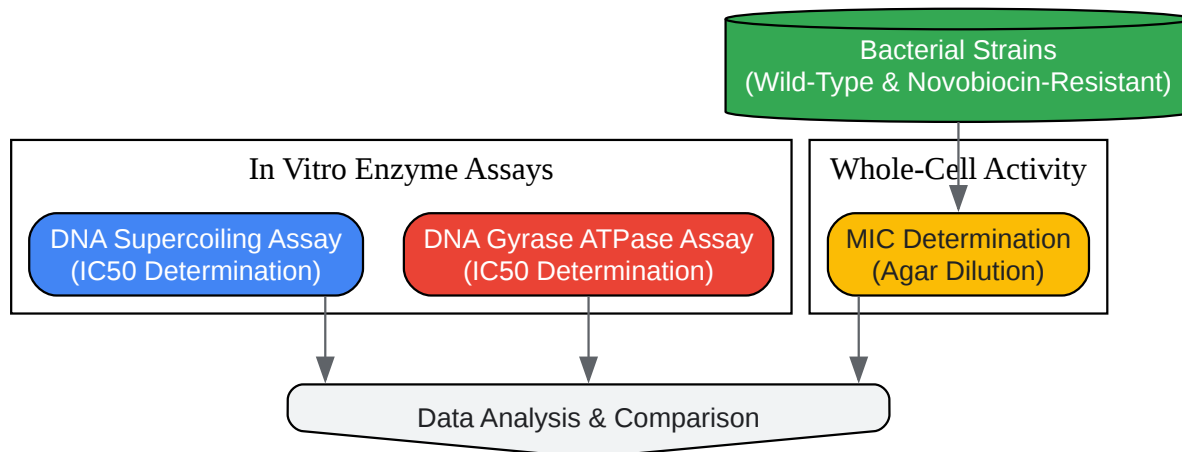 Bacterial Strains
(Wild-Type & Novobiocin-Resistant)
In Vitro Enzyme Assays
Whole-Cell Activity
DNA Supercoiling Assay
(IC50 Determination)
DNA Gyrase ATPase Assay
(IC50 Determination)
MIC Determination
(Agar Dilution)
Data Analysis & Comparison